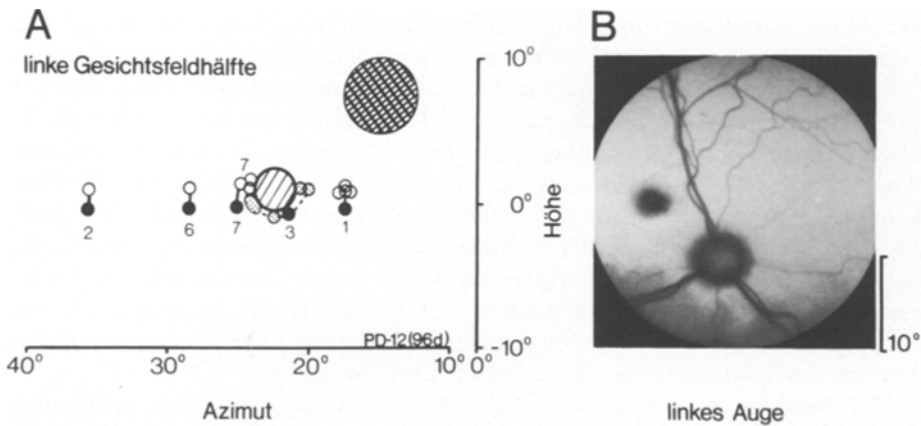 A
B
linke Gesichtsfeldhälfte
10°
7
0°
Höhe
2
6
7
3
1
PD-12(96d)
-10°
40°
30°
20°
10°
0°
10°
Azimut
linkes Auge